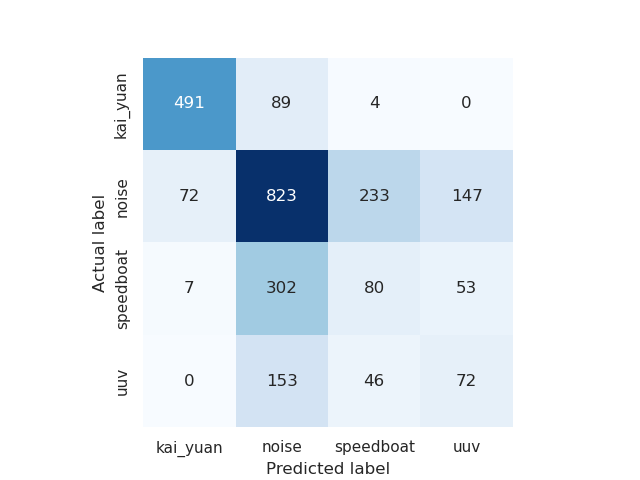 kai_yuan 491 89 4 0
noise 72 823 233 147
speedboat 7 302 80 53
uuv 0 153 46 72
Actual label
kai_yuan noise speedboat uuv
Predicted label